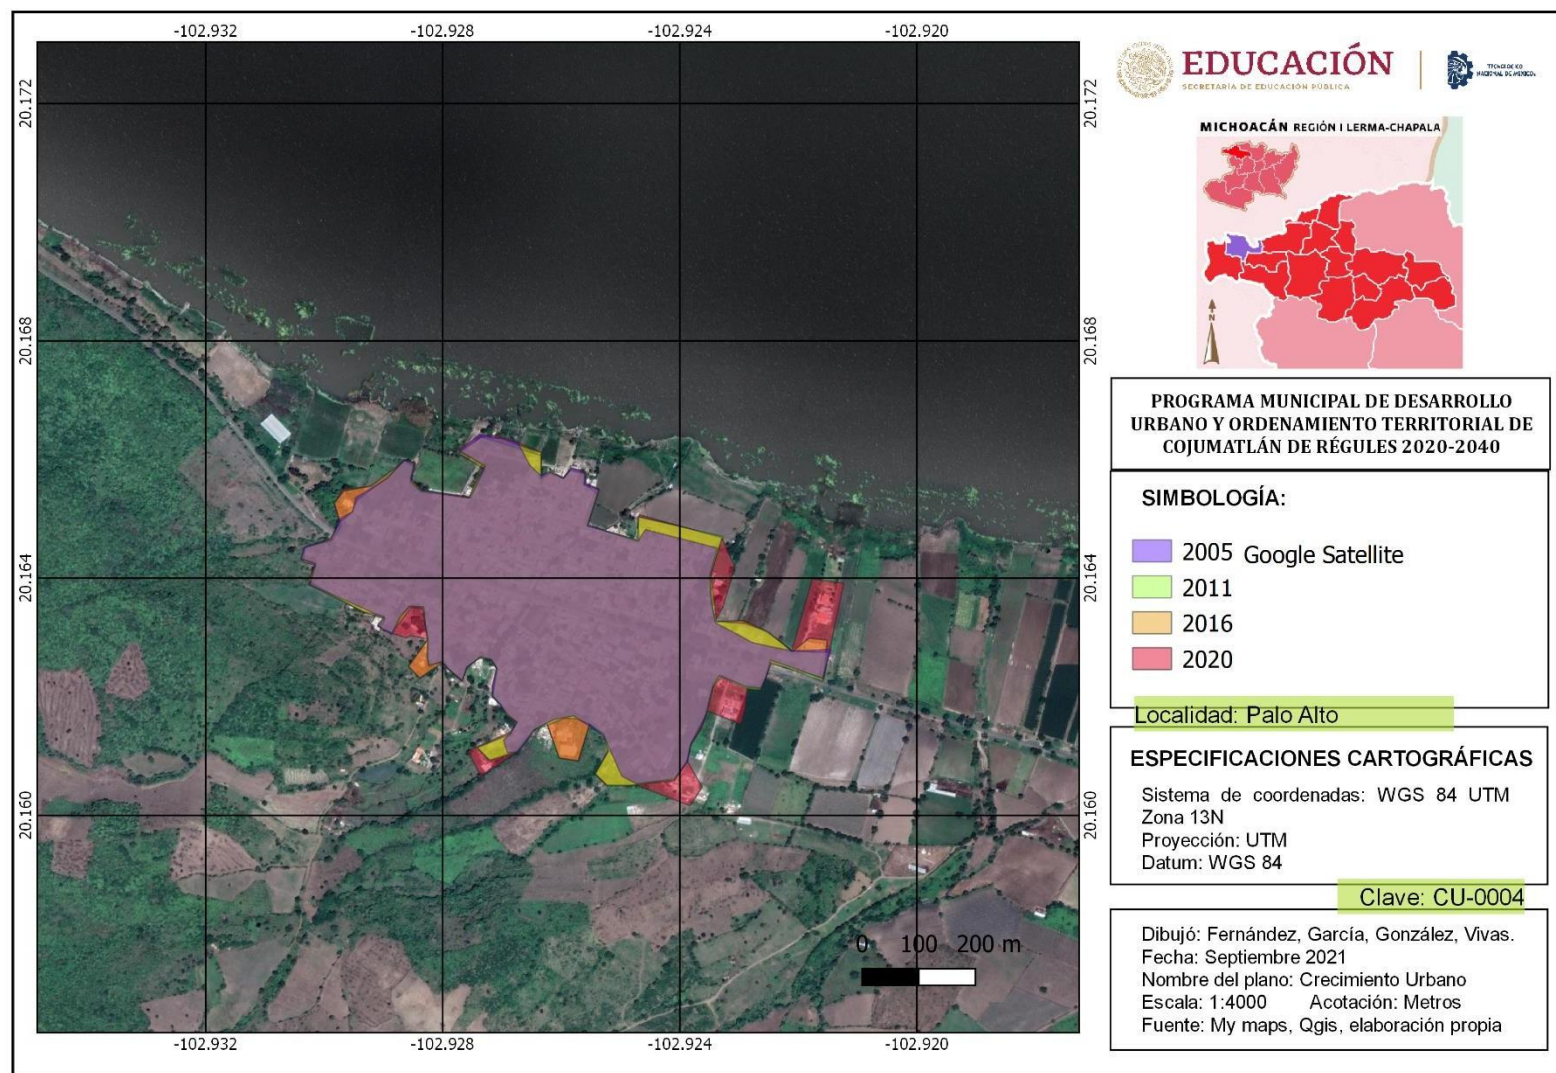 -102.932
-102.928
-102.924
-102.920
20.172
20.168
20.164
20.160
20.172
20.168
20.164
20.160
0 100 200 m
-102.932
-102.928
-102.924
-102.920
EDUCACIÓN
SECRETARÍA DE EDUCACIÓN PÚBLICA
TECNOLÓGICO
NACIONAL DE MÉXICO
MICHOACÁN REGIÓN I LERMA-CHAPALA
N
PROGRAMA MUNICIPAL DE DESARROLLO
URBANO Y ORDENAMIENTO TERRITORIAL DE
COJUMATLÁN DE RÉGULES 2020-2040
SIMBOLOGÍA:
2005 Google Satellite
2011
2016
2020
Localidad: Palo Alto
ESPECIFICACIONES CARTOGRÁFICAS
Sistema de coordenadas: WGS 84 UTM
Zona 13N
Proyección: UTM
Datum: WGS 84
Clave: CU-0004
Dibujó: Fernández, García, González, Vivas.
Fecha: Septiembre 2021
Nombre del plano: Crecimiento Urbano
Escala: 1:4000 Acotación: Metros
Fuente: My maps, Qgis, elaboración propia